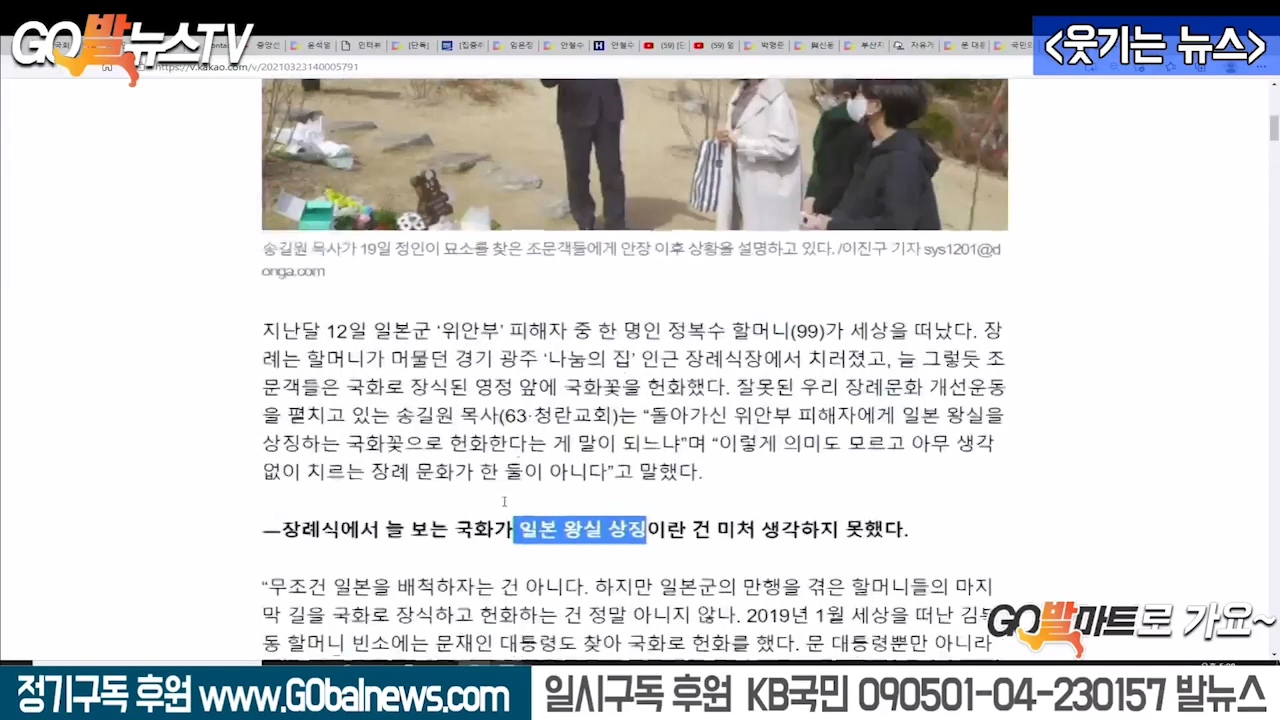 GO발뉴스TV
<웃기는 뉴스>
https://v.kakao.com/v/20210323140005791
송길원 목사가 19일 정인이 묘소를 찾은 조문객들에게 안장 이후 상황을 설명하고 있다. /이진구 기자 sys1201@d
onga.com
지난달 12일 일본군 ‘위안부’ 피해자 중 한 명인 정복수 할머니(99)가 세상을 떠났다. 장
례는 할머니가 머물던 경기 광주 ‘나눔의 집’ 인근 장례식장에서 치러졌고, 늘 그렇듯 조
문객들은 국화로 장식된 영정 앞에 국화꽃을 헌화했다. 잘못된 우리 장례문화 개선운동
을 펼치고 있는 송길원 목사(63·청란교회)는 “돌아가신 위안부 피해자에게 일본 왕실을
상징하는 국화꽃으로 헌화한다는 게 말이 되느냐”며 “이렇게 의미도 모르고 아무 생각
없이 치르는 장례 문화가 한 둘이 아니다”고 말했다.
―장례식에서 늘 보는 국화가 일본 왕실 상징이란 건 미처 생각하지 못했다.
“무조건 일본을 배척하자는 건 아니다. 하지만 일본군의 만행을 겪은 할머니들의 마지
막 길을 국화로 장식하고 헌화하는 건 정말 아니지 않나. 2019년 1월 세상을 떠난 김복
동 할머니 빈소에는 문재인 대통령도 찾아 국화로 헌화를 했다. 문 대통령뿐만 아니라
GO발마트로 가요~
정기구독 후원 www.GObalnews.com
일시구독 후원 KB국민 090501-04-230157 발뉴스